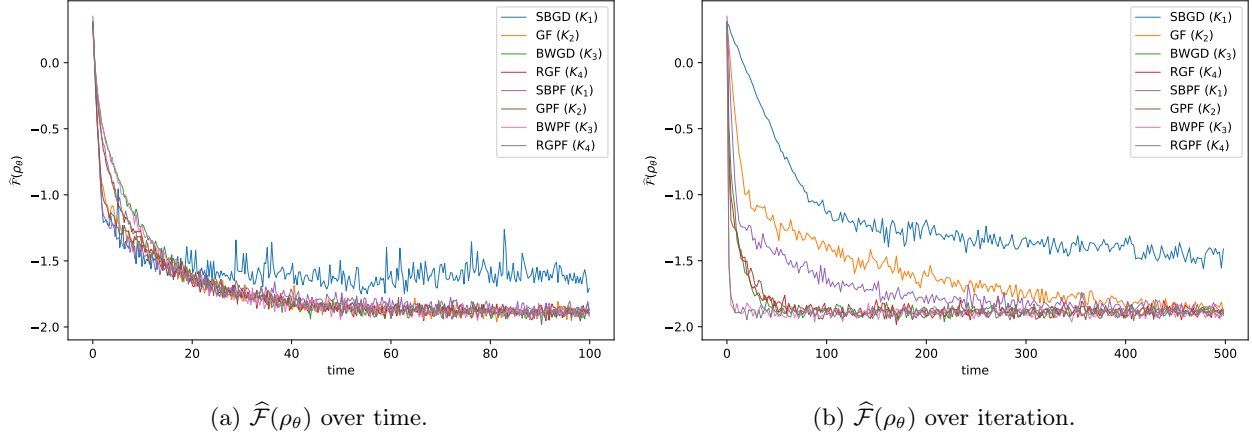 SBGD (K₁)
GF (K₂)
BWGD (K₃)
RGF (K₄)
SBPF (K₁)
GPF (K₂)
BWPF (K₃)
RGPF (K₄)
0.0
−0.5
−1.0
−1.5
−2.0
F̂(ρθ)
0 20 40 60 80 100
time
SBGD (K₁)
GF (K₂)
BWGD (K₃)
RGF (K₄)
SBPF (K₁)
GPF (K₂)
BWPF (K₃)
RGPF (K₄)
0.0
−0.5
−1.0
−1.5
−2.0
F̂(ρθ)
0 100 200 300 400 500
time
(a) F̂(ρθ) over time.
(b) F̂(ρθ) over iteration.